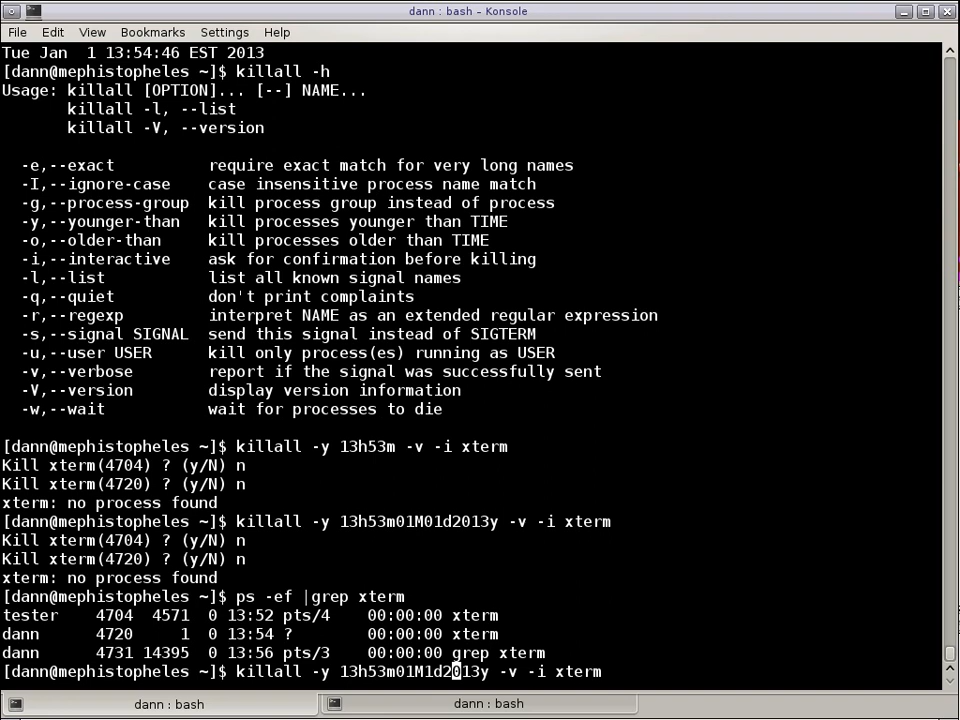 dann : bash - Konsole
File Edit View Bookmarks Settings Help
Tue Jan  1 13:54:46 EST 2013
[dann@mephistopheles ~]$ killall -h
Usage: killall [OPTION]... [--] NAME...
       killall -l, --list
       killall -V, --version

  -e,--exact          require exact match for very long names
  -I,--ignore-case    case insensitive process name match
  -g,--process-group  kill process group instead of process
  -y,--younger-than   kill processes younger than TIME
  -o,--older-than     kill processes older than TIME
  -i,--interactive    ask for confirmation before killing
  -l,--list           list all known signal names
  -q,--quiet          don't print complaints
  -r,--regexp         interpret NAME as an extended regular expression
  -s,--signal SIGNAL  send this signal instead of SIGTERM
  -u,--user USER      kill only process(es) running as USER
  -v,--verbose        report if the signal was successfully sent
  -V,--version        display version information
  -w,--wait           wait for processes to die

[dann@mephistopheles ~]$ killall -y 13h53m -v -i xterm
Kill xterm(4704) ? (y/N) n
Kill xterm(4720) ? (y/N) n
xterm: no process found
[dann@mephistopheles ~]$ killall -y 13h53m01M01d2013y -v -i xterm
Kill xterm(4704) ? (y/N) n
Kill xterm(4720) ? (y/N) n
xterm: no process found
[dann@mephistopheles ~]$ ps -ef |grep xterm
tester    4704  4571  0 13:52 pts/4    00:00:00 xterm
dann      4720     1  0 13:54 ?        00:00:00 xterm
dann      4731 14395  0 13:56 pts/3    00:00:00 grep xterm
[dann@mephistopheles ~]$ killall -y 13h53m01M1d2013y -v -i xterm
dann : bash
dann : bash